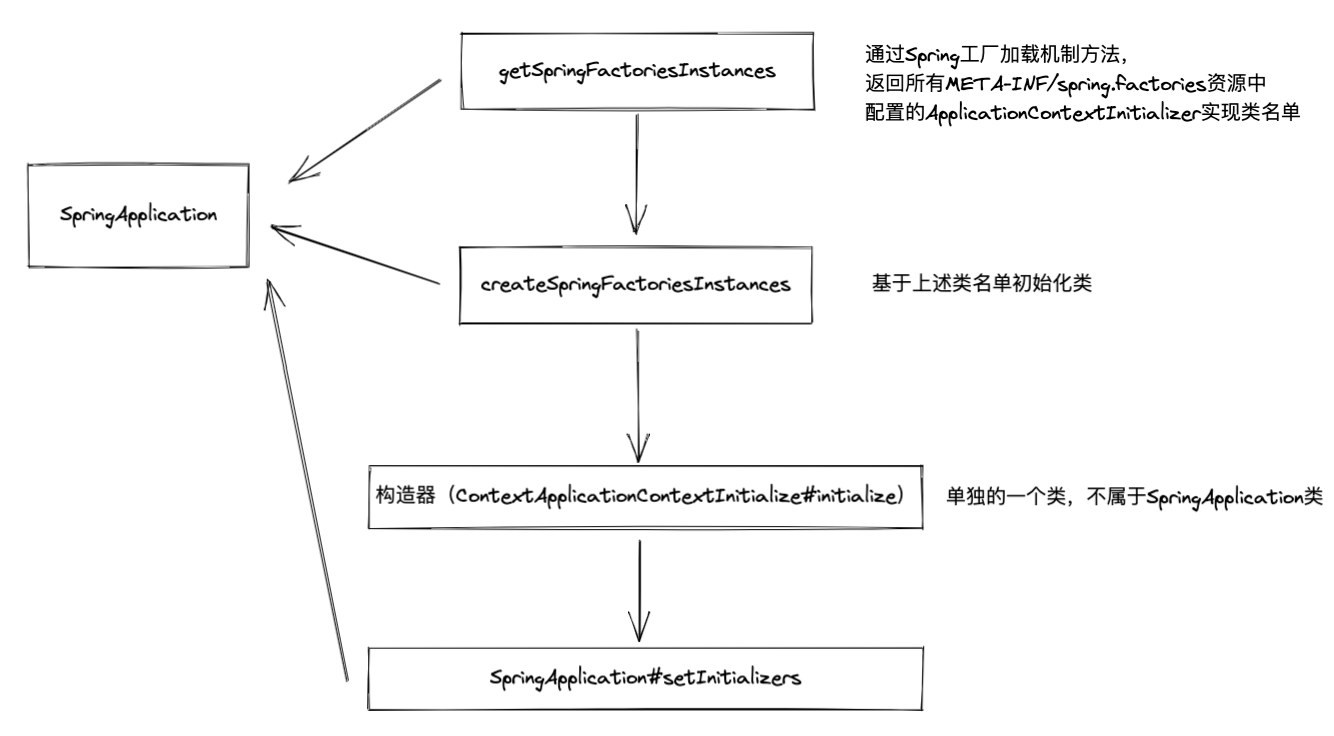 getSpringFactoriesInstances
通过Spring工厂加载机制方法，
返回所有META-INF/spring.factories资源中
配置的ApplicationContextInitializer实现类名单
SpringApplication
createSpringFactoriesInstances
基于上述类名单初始化类
构造器（ContextApplicationContextInitialize#initialize）
单独的一个类，不属于SpringApplication类
SpringApplication#setInitializers